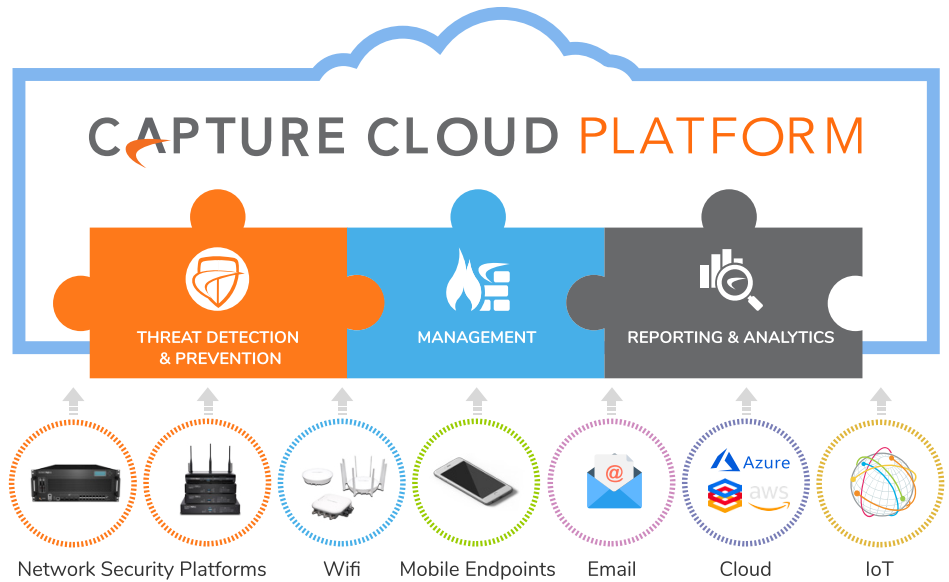 CAPTURE CLOUD PLATFORM
THREAT DETECTION
& PREVENTION
MANAGEMENT
REPORTING & ANALYTICS
@
Azure
aws
Network Security Platforms
Wifi
Mobile Endpoints
Email
Cloud
IoT